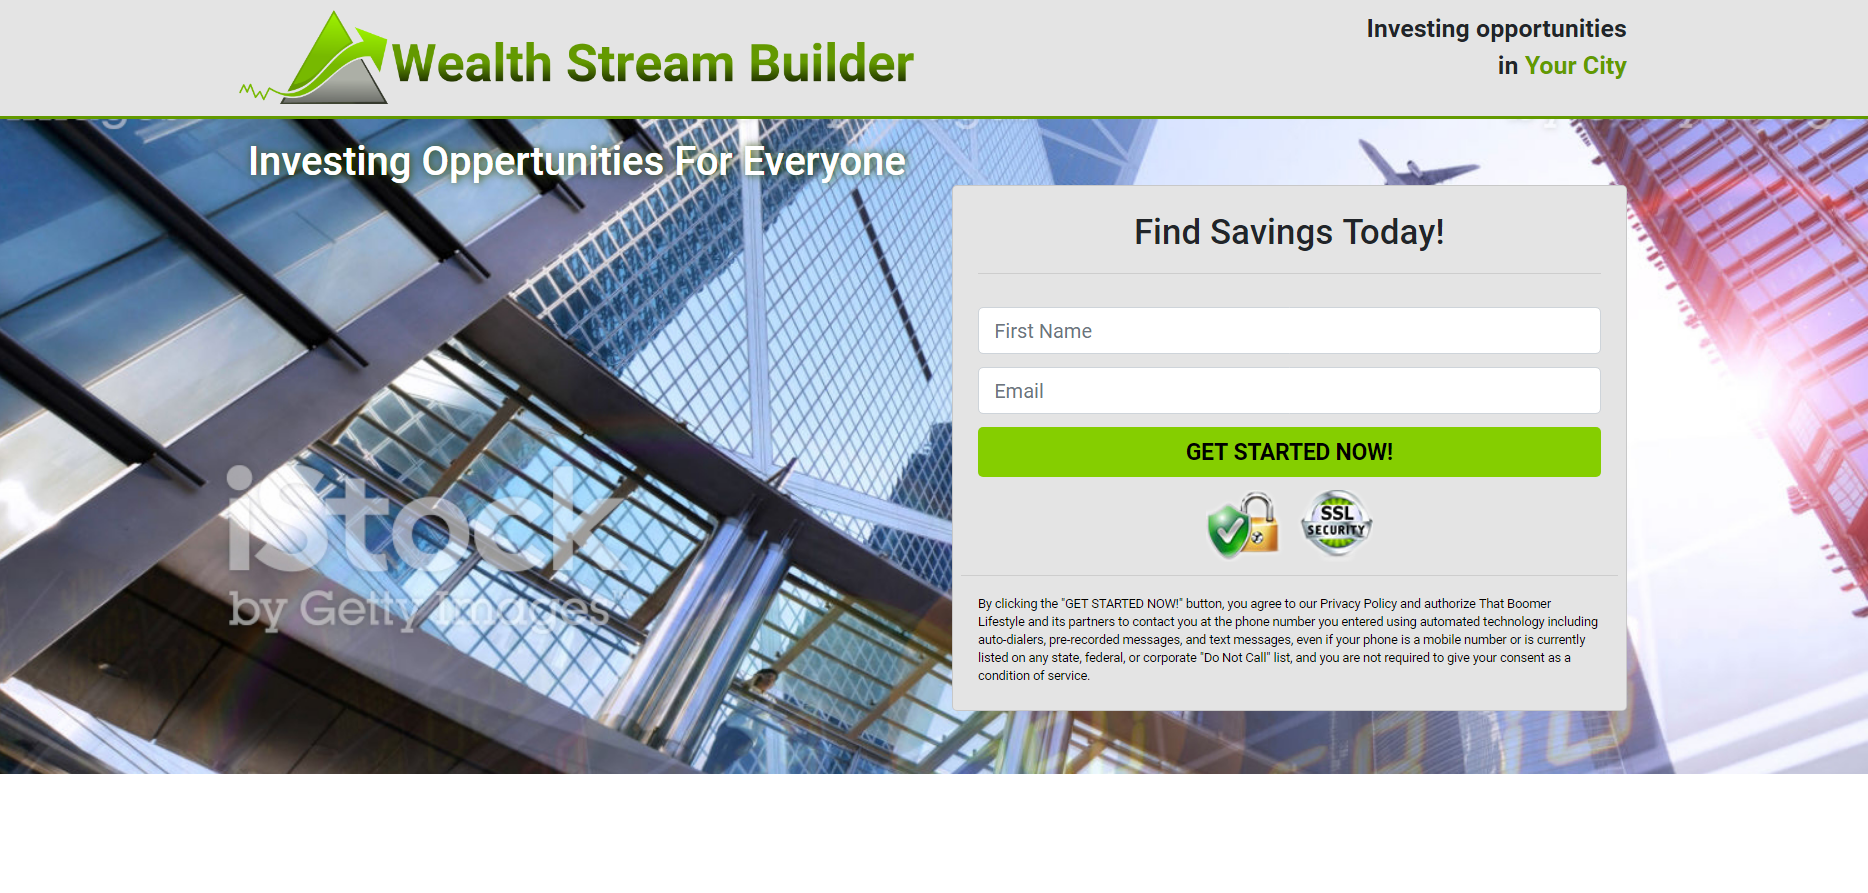 Wealth Stream Builder
Investing opportunities
in Your City
Investing Oppertunities For Everyone
Find Savings Today!
First Name
Email
GET STARTED NOW!
SSL
SECURITY
By clicking the "GET STARTED NOW!" button, you agree to our Privacy Policy and authorize That Boomer
Lifestyle and its partners to contact you at the phone number you entered using automated technology including
auto-dialers, pre-recorded messages, and text messages, even if your phone is a mobile number or is currently
listed on any state, federal, or corporate "Do Not Call" list, and you are not required to give your consent as a
condition of service.
iStock
by Getty Images